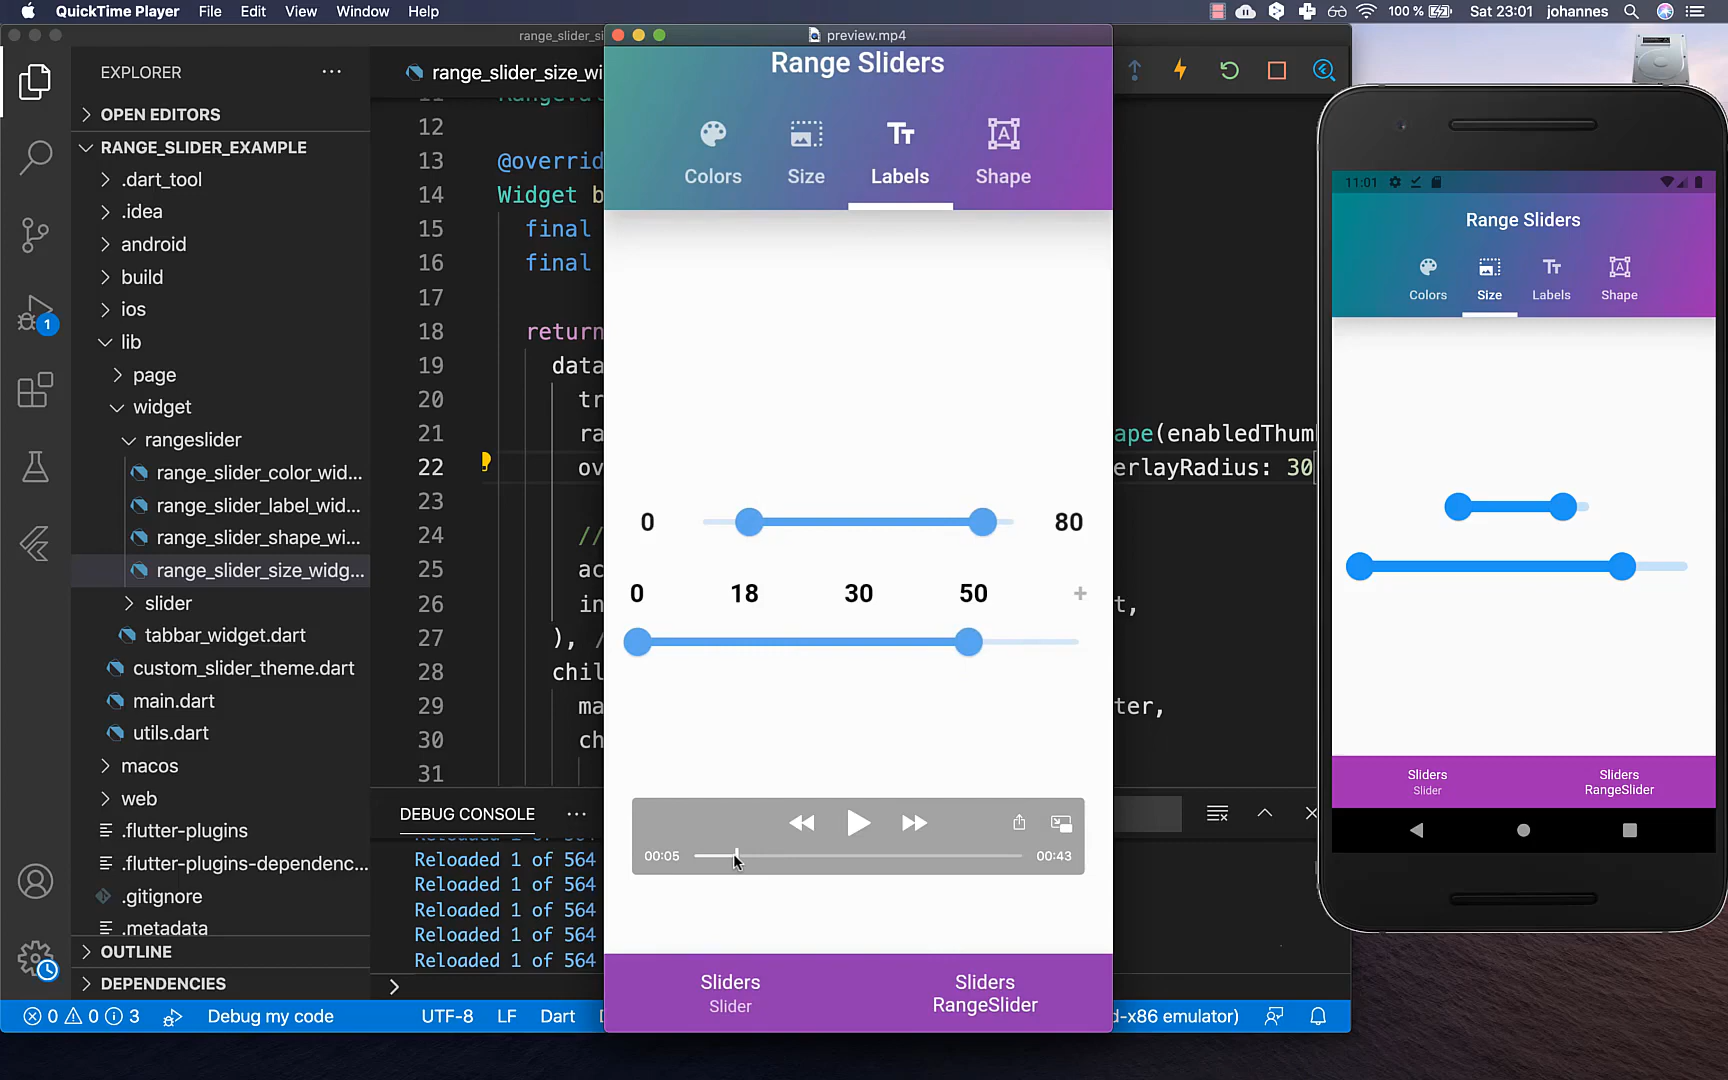 QuickTime Player File Edit View Window Help 100 % Sat 23:01 johannes
range_slider_si
preview.mp4
EXPLORER
OPEN EDITORS
RANGE_SLIDER_EXAMPLE
.dart_tool
.idea
android
build
ios
lib
page
widget
rangeslider
range_slider_color_wid...
range_slider_label_wid...
range_slider_shape_wi...
range_slider_size_widg...
slider
tabbar_widget.dart
custom_slider_theme.dart
main.dart
utils.dart
macos
web
.flutter-plugins
.flutter-plugins-dependenc...
.gitignore
.metadata
OUTLINE
DEPENDENCIES
1
range_slider_size_wi
12
13 @overrid
14 Widget b
15 final
16 final
17
18 return
19 data
20 tr
21 ra ape(enabledThum
22 ov erlayRadius: 30
23
24 //
25 ac
26 in t,
27 ), /
28 chil
29 ma ter,
30 ch
31
DEBUG CONSOLE ...
Reloaded 1 of 564
Reloaded 1 of 564
Reloaded 1 of 564
Reloaded 1 of 564
Reloaded 1 of 564
0 0 3 Debug my code UTF-8 LF Dart d-x86 emulator)
Range Sliders
Colors Size Labels Shape
0 80
0 18 30 50 +
00:05 00:43
Sliders Sliders
Slider RangeSlider
11:01
Range Sliders
Colors Size Labels Shape
Sliders Sliders
Slider RangeSlider